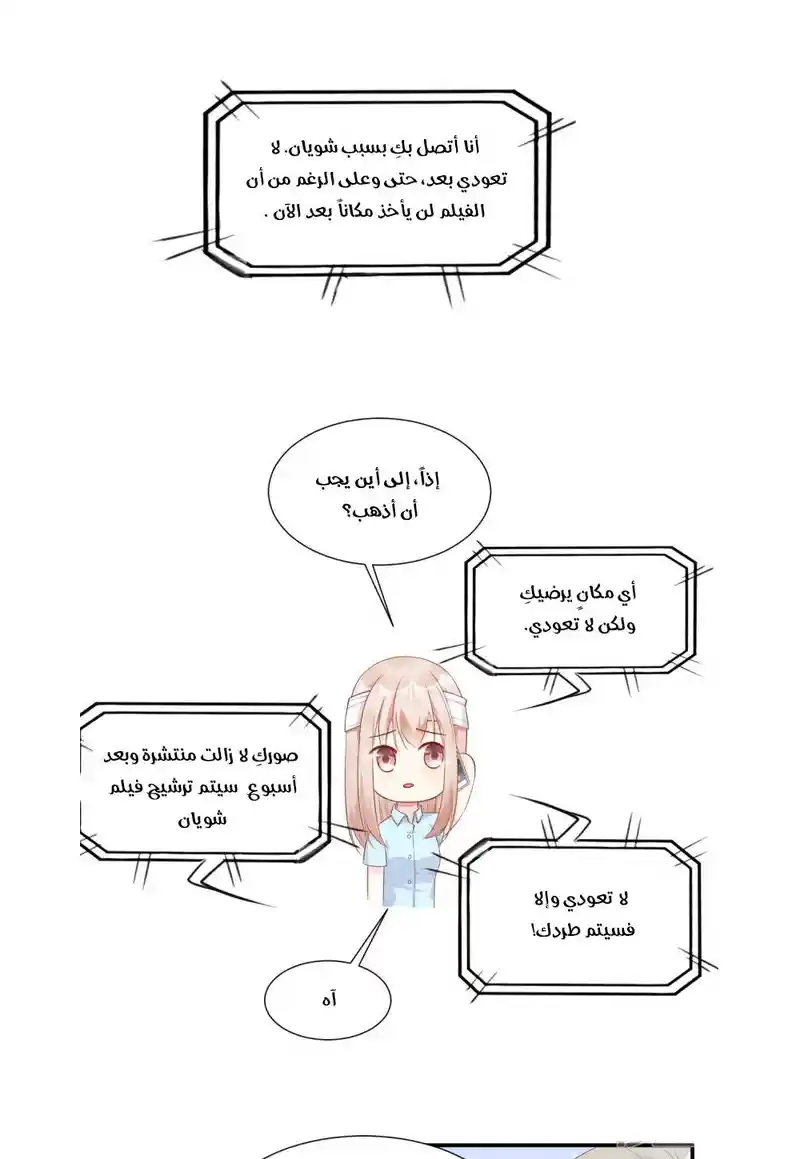 أنا أتصل بكِ بسبب شويان. لا
تعودي بعد، حتى وعلى الرغم من أن
الفيلم لن يأخذ مكاناً بعد الآن .
إذاً، إلى أين يجب
أن أذهب؟
أي مكانٍ يرضيكِ
ولكن لا تعودي.
صوركِ لا زالت منتشرة وبعد
أسبوع سيتم ترشيح فيلم
شويان
لا تعودي وإلا
فسيتم طردك!
آه